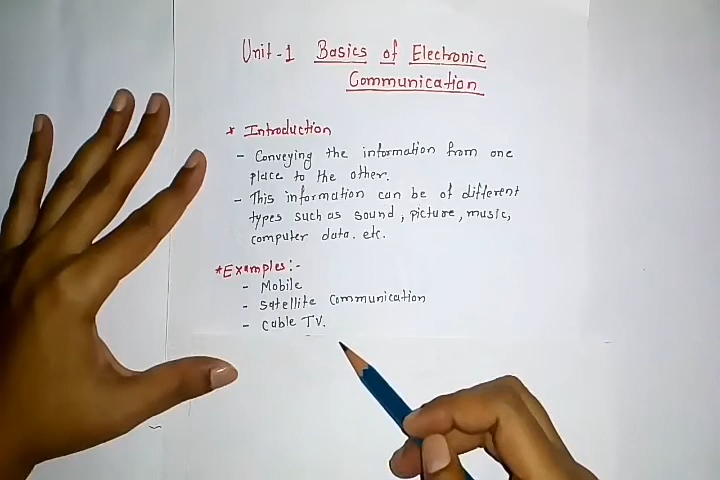 Unit-1 Basics of Electronic
Communication
* Introduction
- Conveying the information from one
place to the other.
- This information can be of different
types such as sound, picture, music,
computer data. etc.
* Examples:-
- Mobile
- Satellite Communication
- Cable TV.